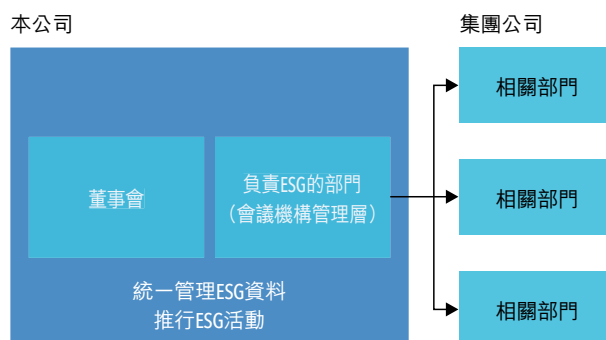 本公司
集團公司
董事會
負責ESG的部門
（會議機構管理層）
統一管理ESG資料
推行ESG活動
相關部門
相關部門
相關部門